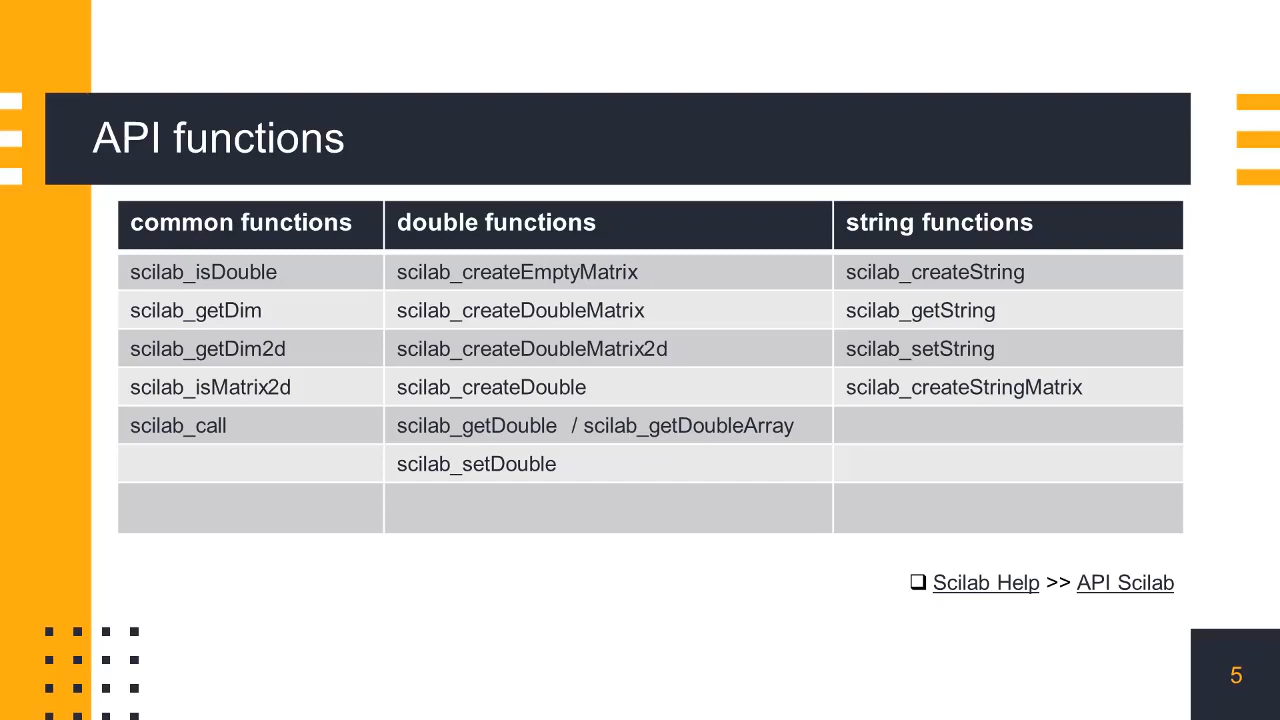 API functions
common functions double functions string functions
scilab_isDouble scilab_createEmptyMatrix scilab_createString
scilab_getDim scilab_createDoubleMatrix scilab_getString
scilab_getDim2d scilab_createDoubleMatrix2d scilab_setString
scilab_isMatrix2d scilab_createDouble scilab_createStringMatrix
scilab_call scilab_getDouble / scilab_getDoubleArray
scilab_setDouble
❑ Scilab Help >> API Scilab
5